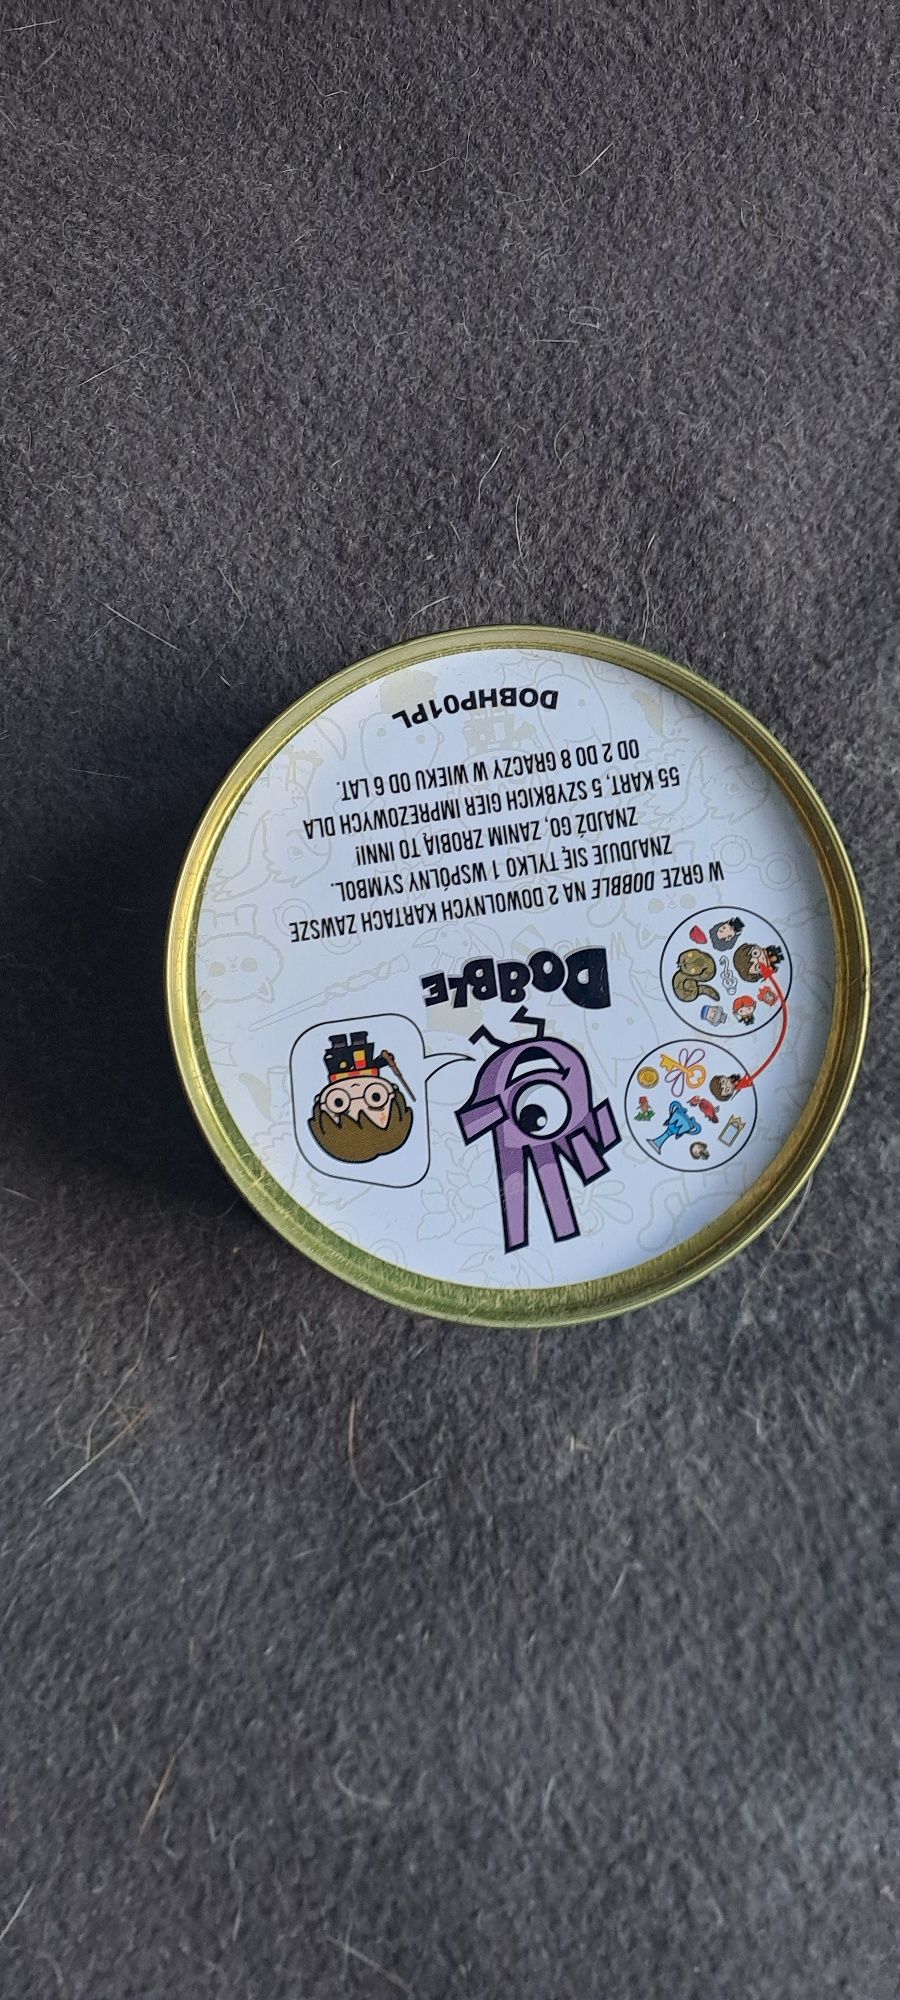 DOBBLE
W GRZE DOBBLE NA 2 DOWOLNYCH KARTACH ZAWSZE
ZNAJDUJE SIĘ TYLKO 1 WSPÓLNY SYMBOL.
ZNAJDŹ GO, ZANIM ZROBIĄ TO INNI!
55 KART, 5 SZYBKICH GIER IMPREZOWYCH DLA
OD 2 DO 8 GRACZY W WIEKU OD 6 LAT.
DOBHP01PL